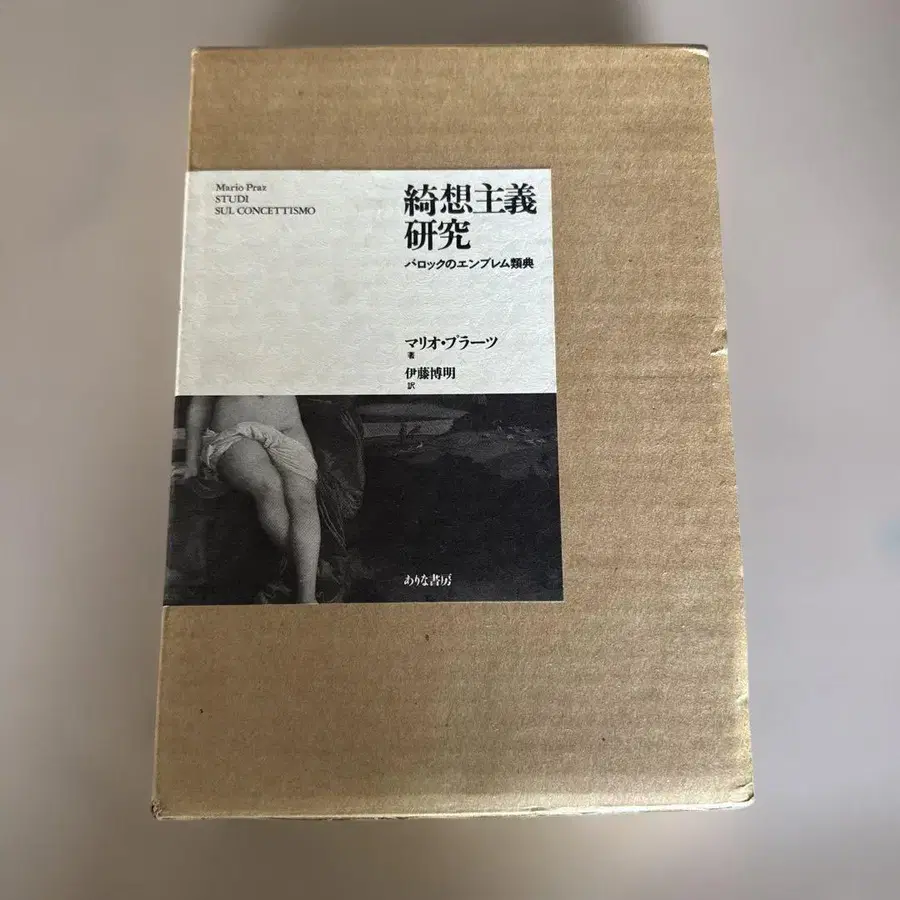 Mario Praz
STUDI
SUL CONCETTISMO
綺想主義
研究
バロックのエンブレム類典
マリオ・プラーツ
著
伊藤博明
訳
ありな書房